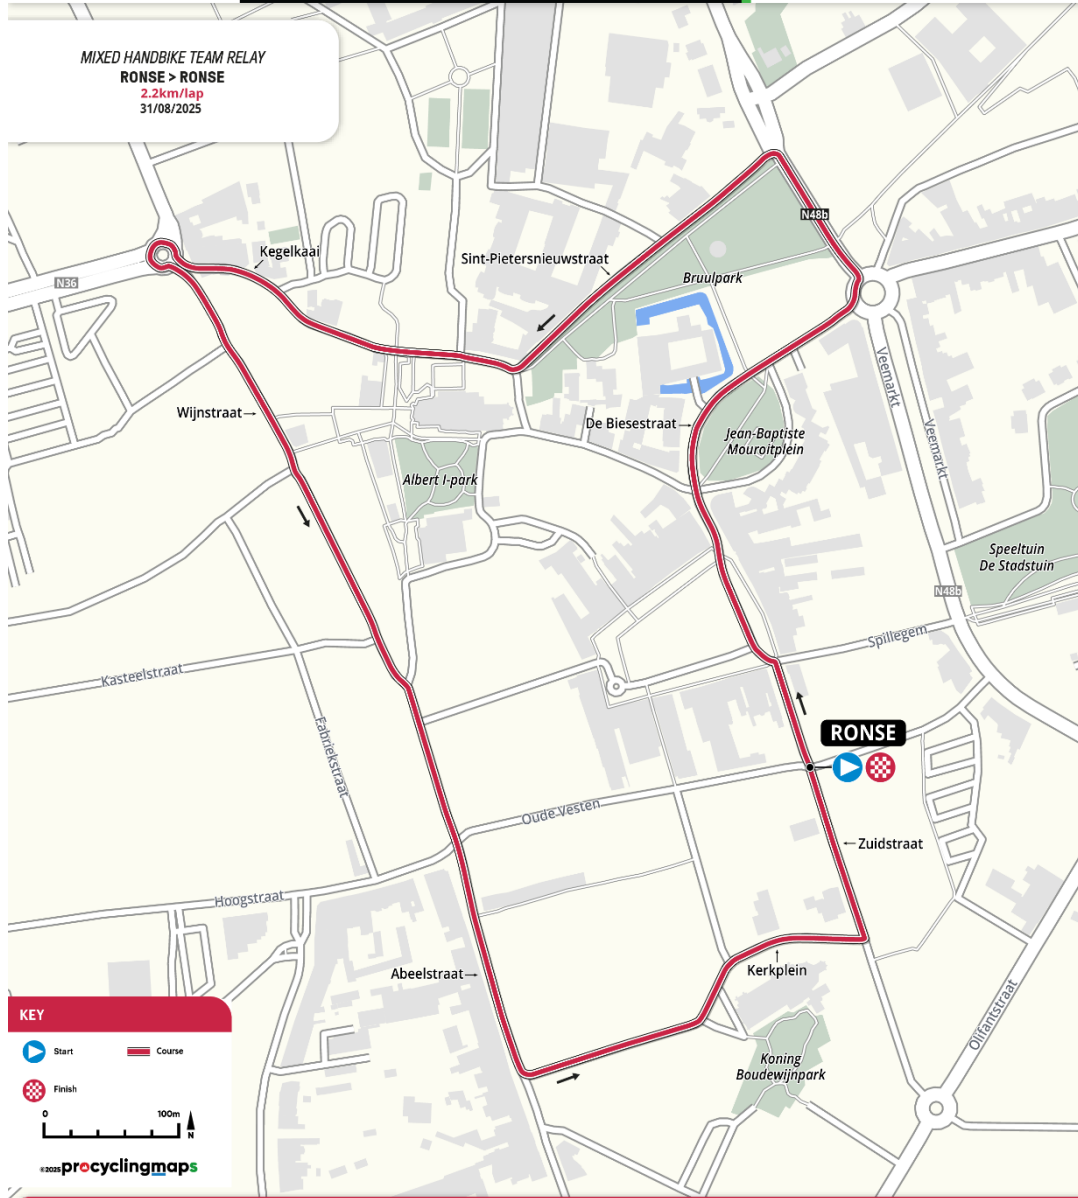 MIXED HANDBIKE TEAM RELAY
RONSE > RONSE
2.2km/lap
31/08/2025
N48b
Kegelkaai
Sint-Pietersnieuwstraat
N36
Bruulpark
Veemarkt
Wijnstraat
De Biesestraat
Jean-Baptiste
Mouroitplein
Veemarkt
Albert I-park
Speeltuin
De Stadstuin
N48b
Spillegem
Kasteelstraat
Fabriekstraat
RONSE
Oude Vesten
Zuidstraat
Hoogstraat
Abeelstraat
Kerkplein
Olifantstraat
KEY
Start
Course
Finish
Koning
Boudewijnpark
0
100m
N
©2025 procyclingmaps